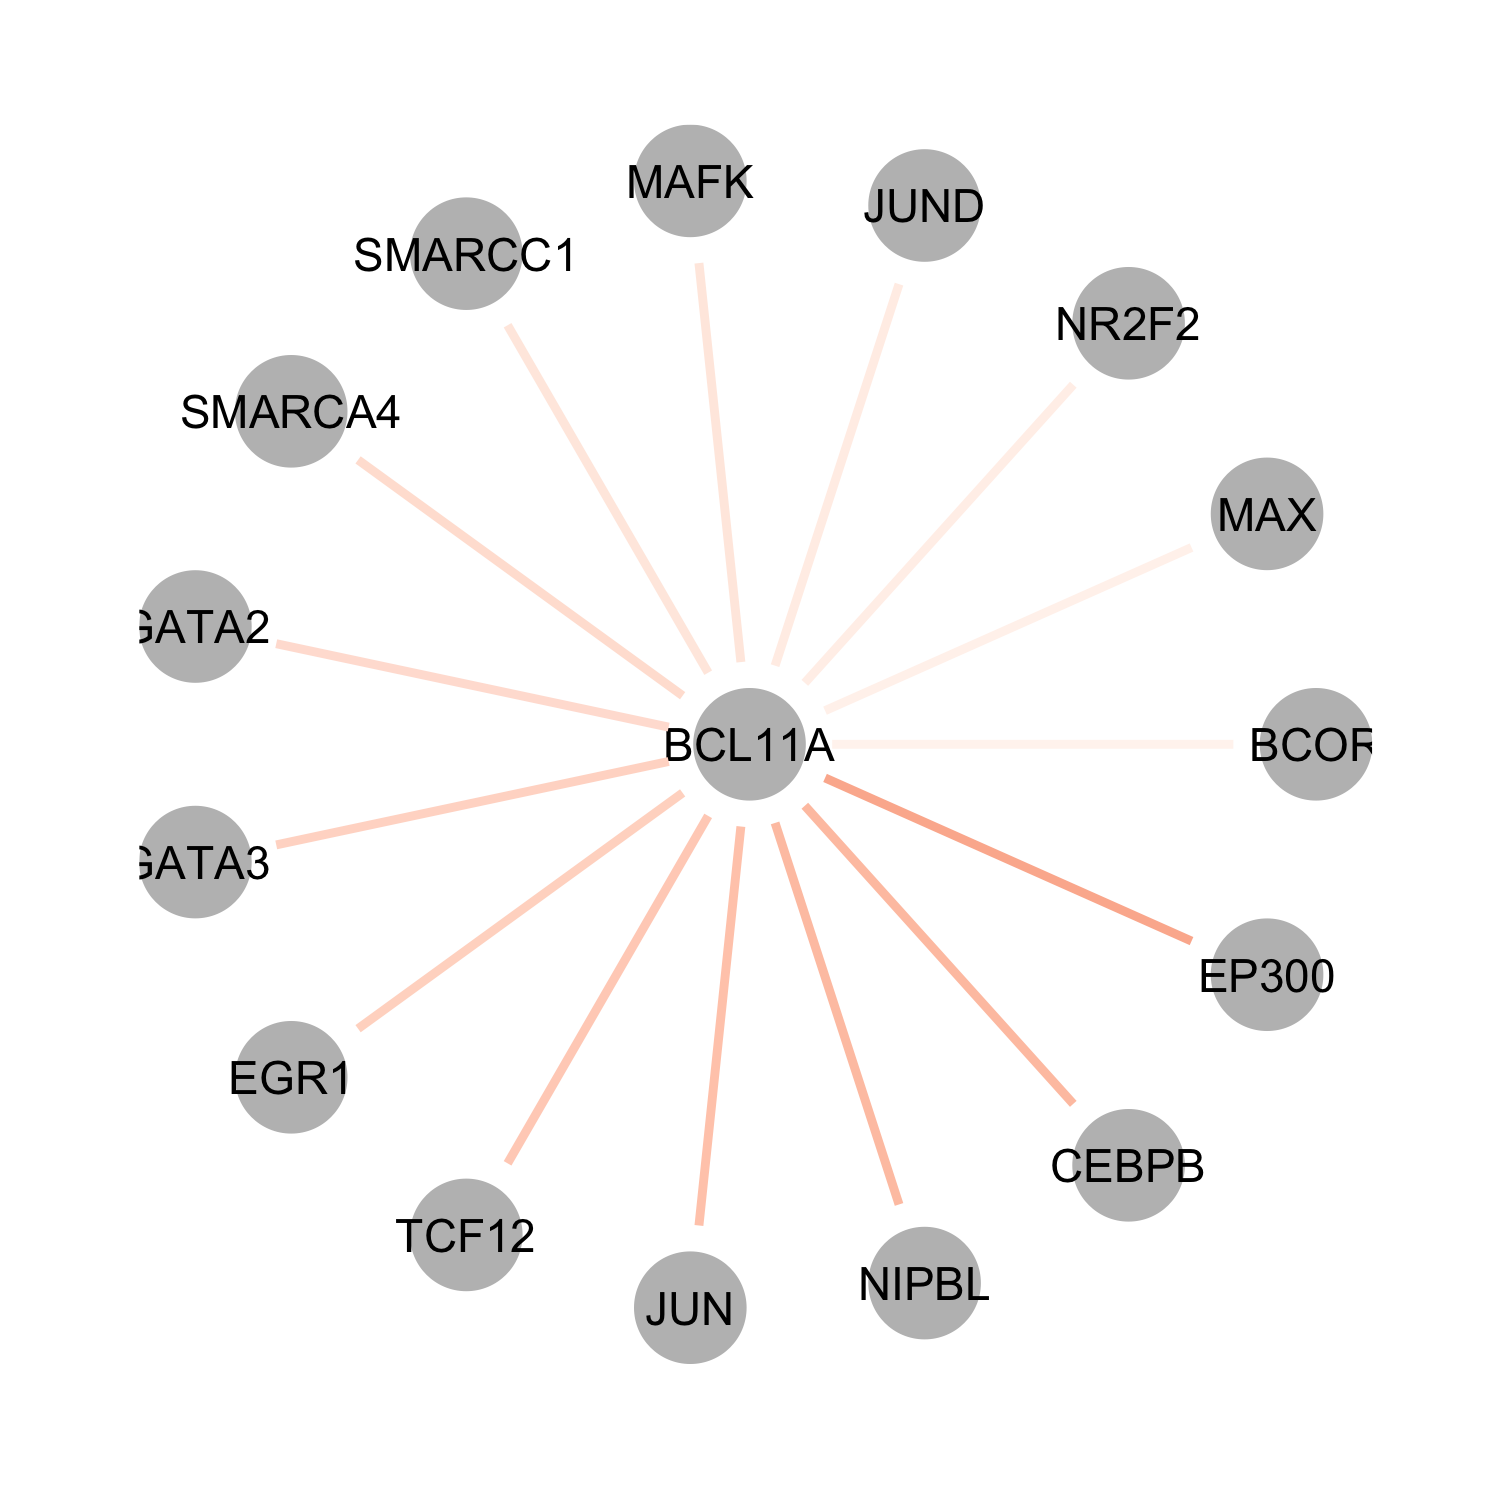 MAFK
JUND
SMARCC1
NR2F2
SMARCA4
MAX
GATA2
BCL11A
BCOR
GATA3
EP300
EGR1
CEBPB
TCF12
NIPBL
JUN